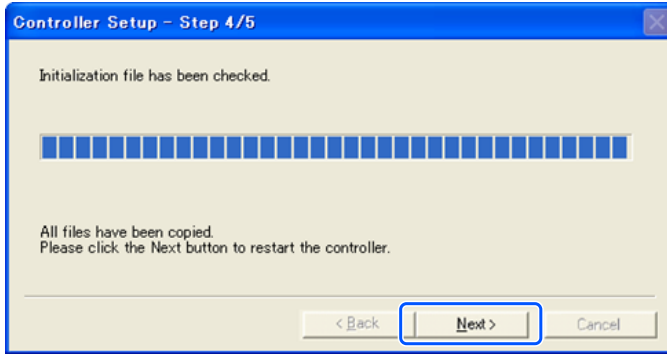 Controller Setup - Step 4/5
Initialization file has been checked.
All files have been copied.
Please click the Next button to restart the controller.
< Back
Next >
Cancel